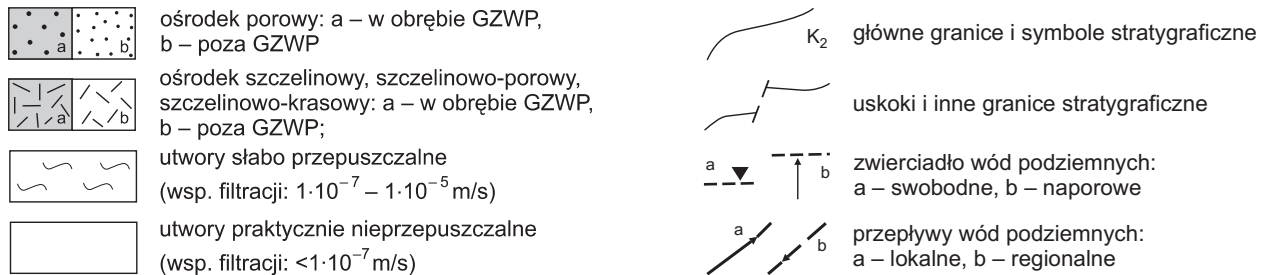 a b
ośrodek porowy: a – w obrębie GZWP,
b – poza GZWP
a b
ośrodek szczelinowy, szczelinowo-porowy,
szczelinowo-krasowy: a – w obrębie GZWP,
b – poza GZWP;
utwory słabo przepuszczalne
(wsp. filtracji: 1·10⁻⁷ – 1·10⁻⁵ m/s)
utwory praktycznie nieprzepuszczalne
(wsp. filtracji: <1·10⁻⁷ m/s)
K₂
główne granice i symbole stratygraficzne
uskoki i inne granice stratygraficzne
a b
zwierciadło wód podziemnych:
a – swobodne, b – naporowe
a b
przepływy wód podziemnych:
a – lokalne, b – regionalne